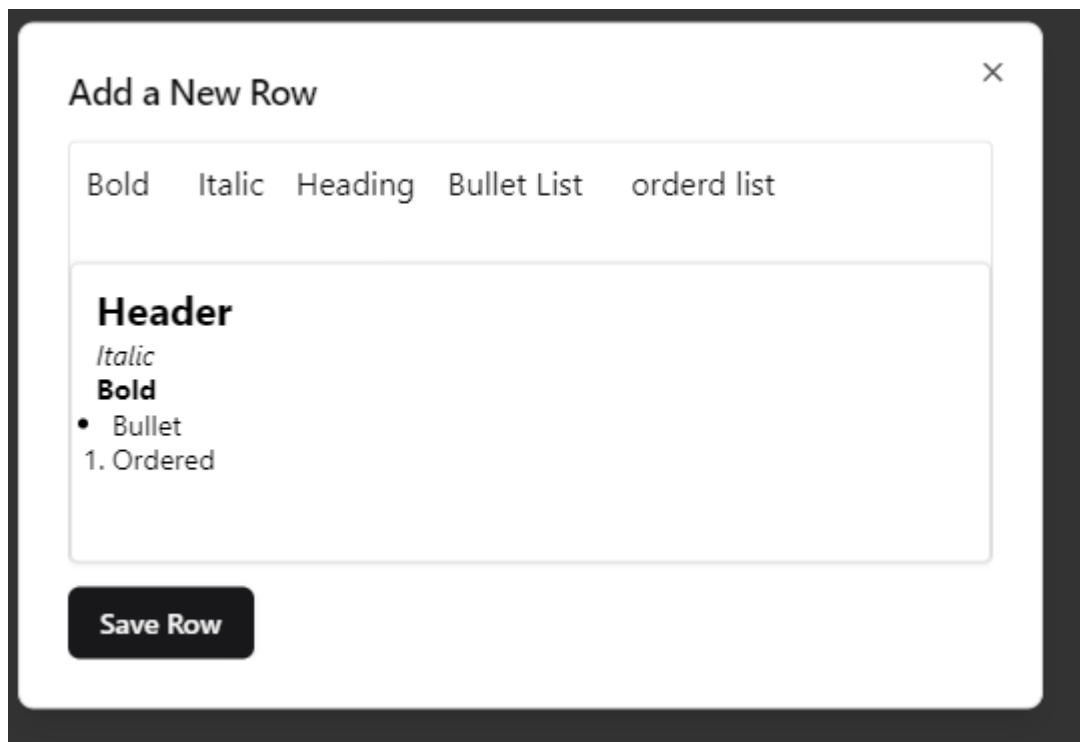 Add a New Row
Bold Italic Heading Bullet List orderd list
Header
Italic
Bold
• Bullet
1. Ordered
Save Row